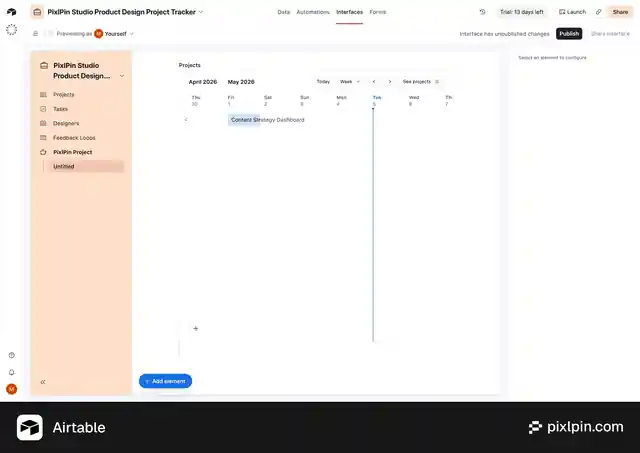 PixlPin Studio Product Design Project Tracker
Data
Automations
Interfaces
Forms
Trial: 13 days left
Launch
Share
Previewing as
M
Yourself
Interface has unpublished changes
Publish
Share interface
PixlPin Studio
Product Design...
Projects
Tasks
Designers
Feedback Loops
PixlPin Project
Untitled
Projects
April 2026
May 2026
Today
Week
See projects
Thu
30
Fri
1
Sat
2
Sun
3
Mon
4
Tue
5
Wed
6
Th
7
Content Strategy Dashboard
Select an element to configure
+ Add element
M
Airtable
pixlpin.com